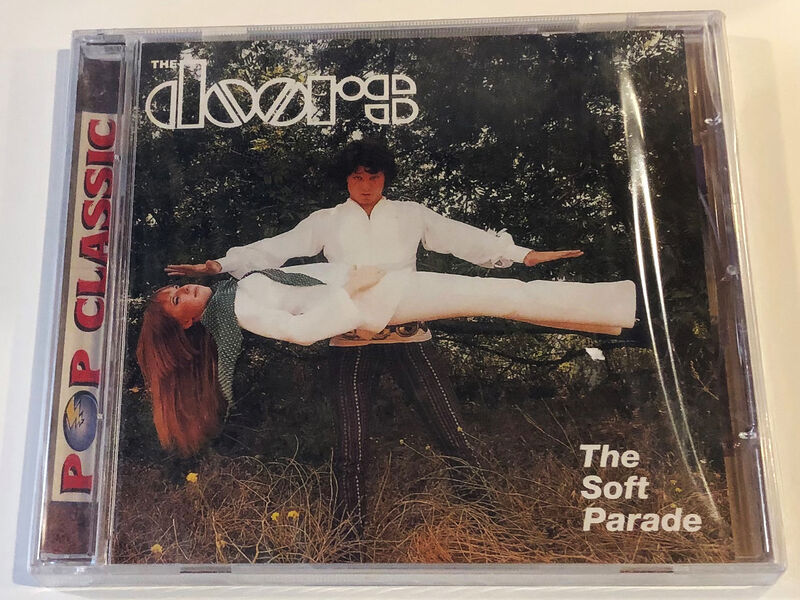 THE
doors
POP CLASSIC
The
Soft
Parade